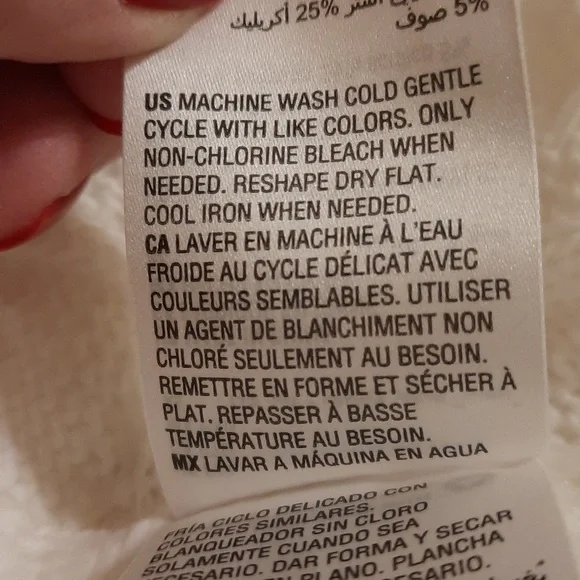 25% أكريليك
5% صوف
US MACHINE WASH COLD GENTLE
CYCLE WITH LIKE COLORS. ONLY
NON-CHLORINE BLEACH WHEN
NEEDED. RESHAPE DRY FLAT.
COOL IRON WHEN NEEDED.
CA LAVER EN MACHINE À L'EAU
FROIDE AU CYCLE DÉLICAT AVEC
COULEURS SEMBLABLES. UTILISER
UN AGENT DE BLANCHIMENT NON
CHLORÉ SEULEMENT AU BESOIN.
REMETTRE EN FORME ET SÉCHER À
PLAT. REPASSER À BASSE
TEMPÉRATURE AU BESOIN.
MX LAVAR A MÁQUINA EN AGUA
FRÍA CICLO DELICADO CON
COLORES SIMILARES.
BLANQUEADOR SIN CLORO
SOLAMENTE CUANDO SEA
NECESARIO. DAR FORMA Y SECAR
EN PLANO. PLANCHA